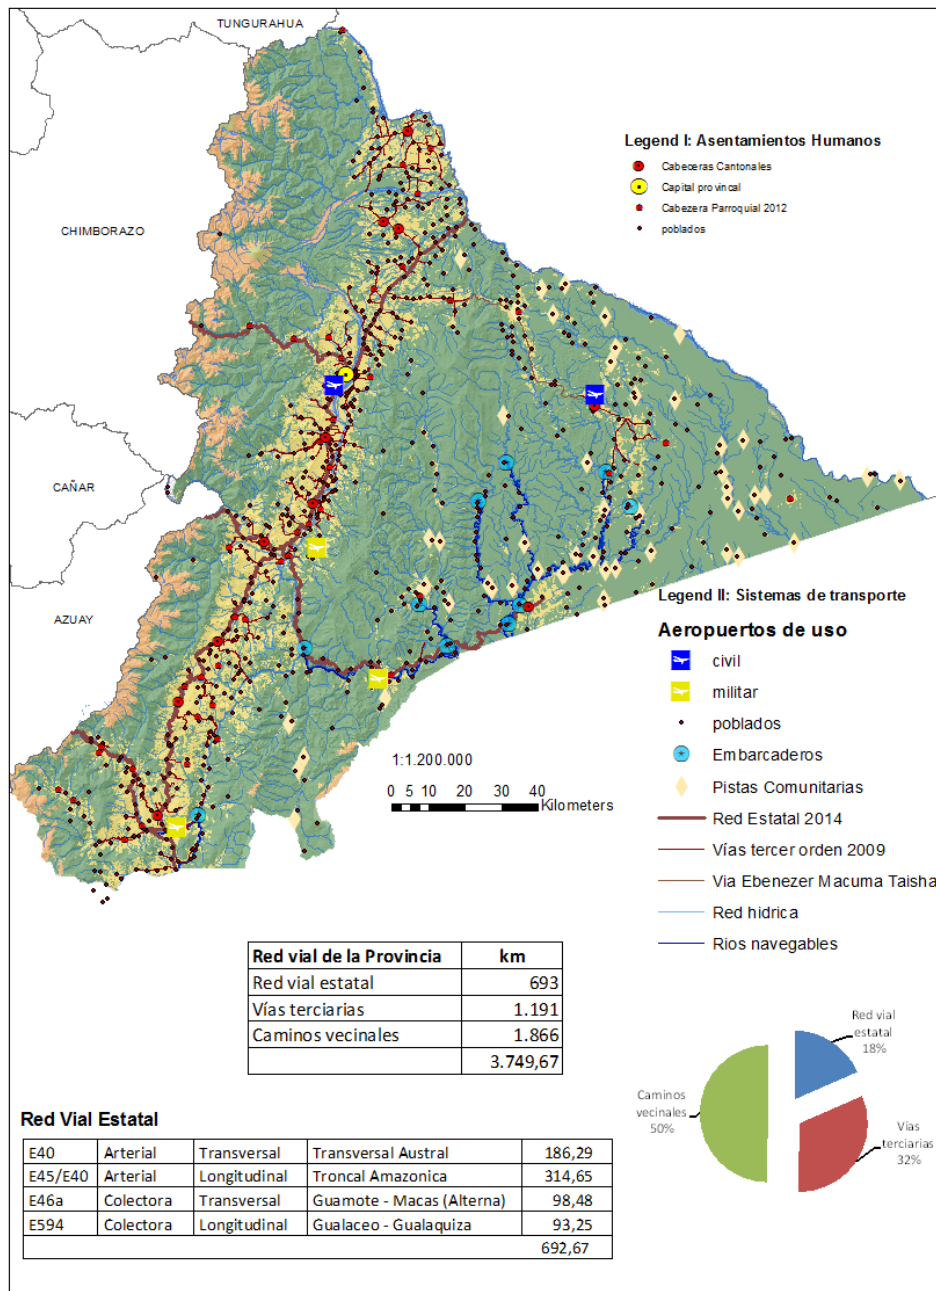 TUNGURAHUA
Legend I: Asentamientos Humanos
Cabeceras Cantonales
Capital provincal
Cabezera Parroquial 2012
poblados
CHIMBORAZO
CAÑAR
AZUAY
Legend II: Sistemas de transporte
Aeropuertos de uso
civil
militar
poblados
Embarcaderos
Pistas Comunitarias
Red Estatal 2014
Vías tercer orden 2009
Via Ebenezer Macuma Taisha
Red hidrica
Rios navegables
1:1.200.000
0 5 10 20 30 40
Kilometers
Red vial de la Provincia km
Red vial estatal 693
Vías terciarias 1.191
Caminos vecinales 1.866
3.749,67
Red vial
estatal
18%
Caminos
vecinales
50%
Vías
terciarias
32%
Red Vial Estatal
E40 Arterial Transversal Transversal Austral 186,29
E45/E40 Arterial Longitudinal Troncal Amazonica 314,65
E46a Colectora Transversal Guamote - Macas (Alterna) 98,48
E594 Colectora Longitudinal Gualaceo - Gualaquiza 93,25
692,67